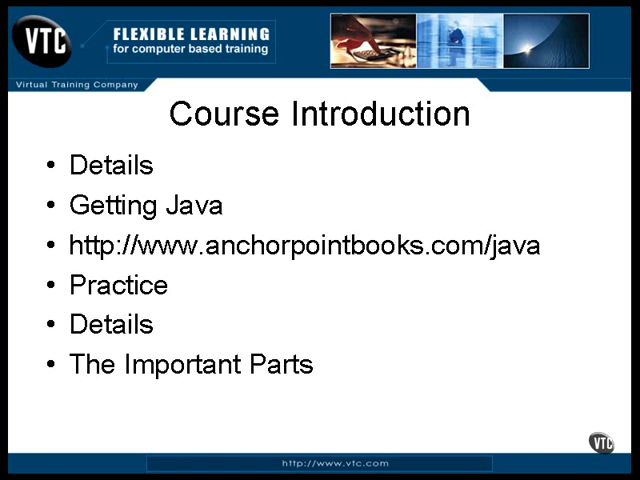 VTC
FLEXIBLE LEARNING
for computer based training
Virtual Training Company
Course Introduction
• Details
• Getting Java
• http://www.anchorpointbooks.com/java
• Practice
• Details
• The Important Parts
VTC
http://www.vtc.com